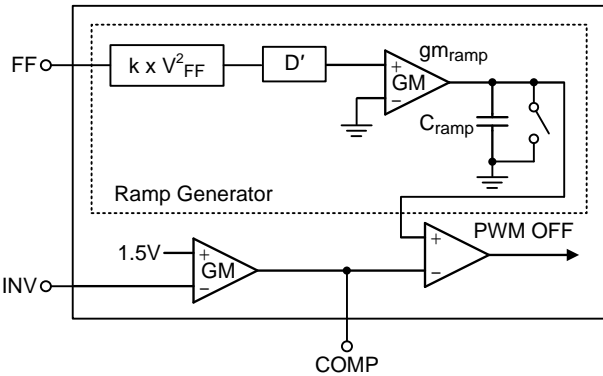 FF
k x V²FF
D'
gmramp
+
GM
−
Cramp
Ramp Generator
PWM OFF
1.5V
+
GM
−
+
−
INV
COMP